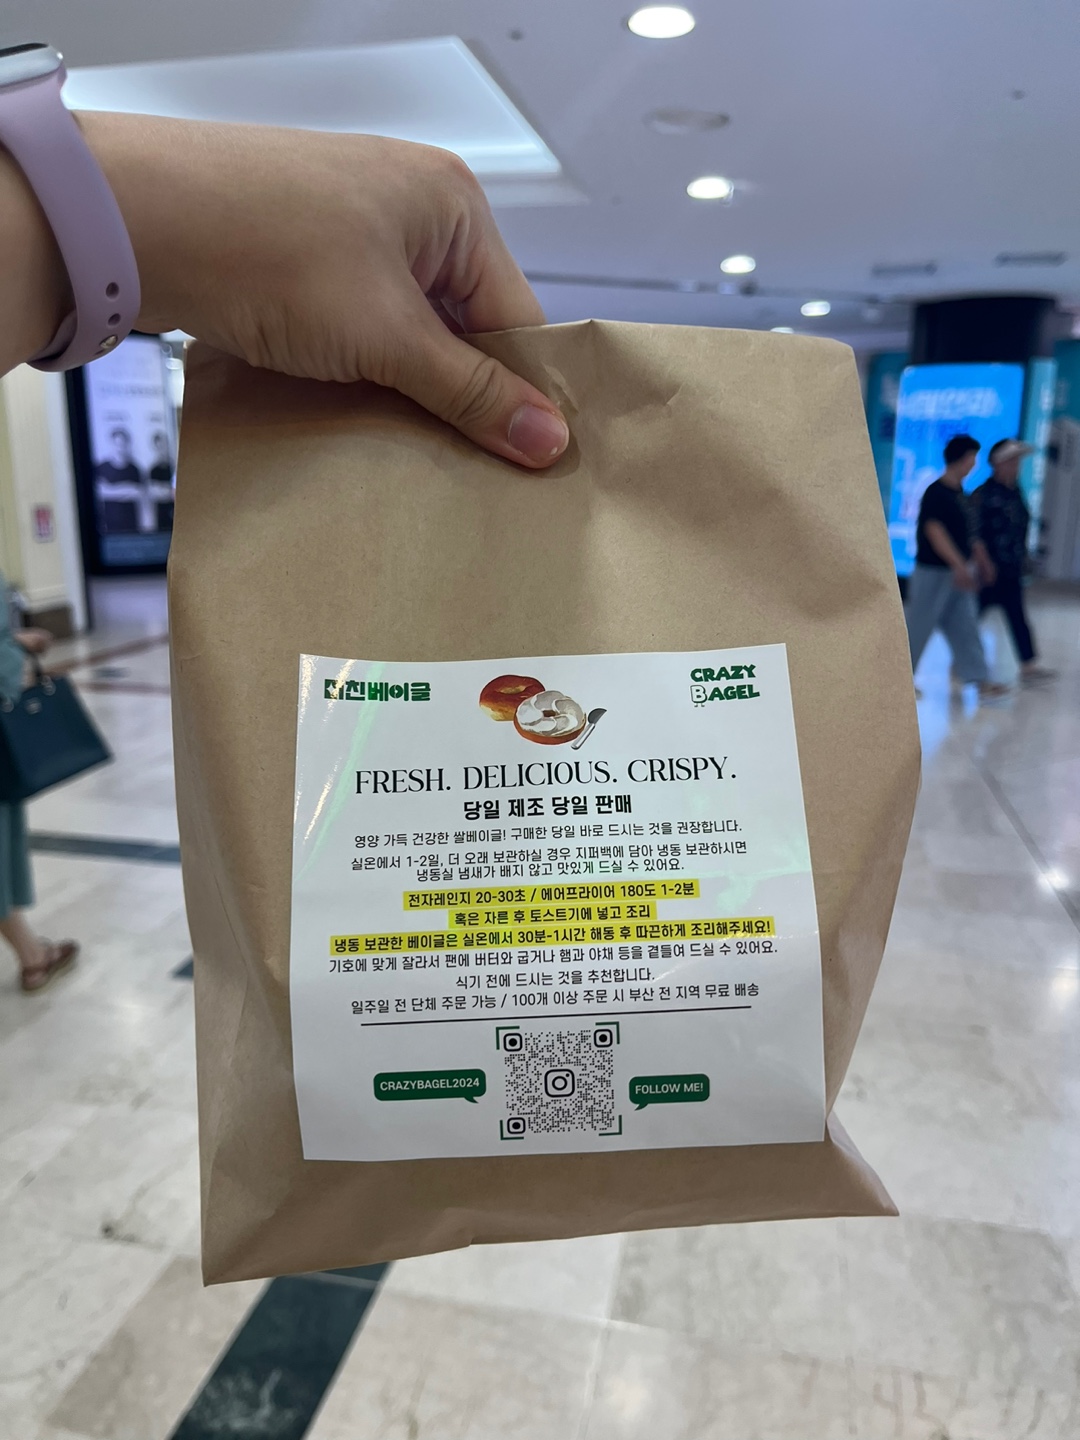 미친베이글
CRAZY
BAGEL
FRESH. DELICIOUS. CRISPY.
당일 제조 당일 판매
영양 가득 건강한 쌀베이글! 구매한 당일 바로 드시는 것을 권장합니다.
실온에서 1-2일, 더 오래 보관하실 경우 지퍼백에 담아 냉동 보관하시면
냉동실 냄새가 배지 않고 맛있게 드실 수 있어요.
전자레인지 20-30초 / 에어프라이어 180도 1-2분
혹은 자른 후 토스트기에 넣고 조리
냉동 보관한 베이글은 실온에서 30분-1시간 해동 후 따끈하게 조리해주세요!
기호에 맞게 잘라서 팬에 버터와 굽거나 햄과 야채 등을 곁들여 드실 수 있어요.
식기 전에 드시는 것을 추천합니다.
일주일 전 단체 주문 가능 / 100개 이상 주문 시 부산 전 지역 무료 배송
CRAZYBAGEL2024
FOLLOW ME!